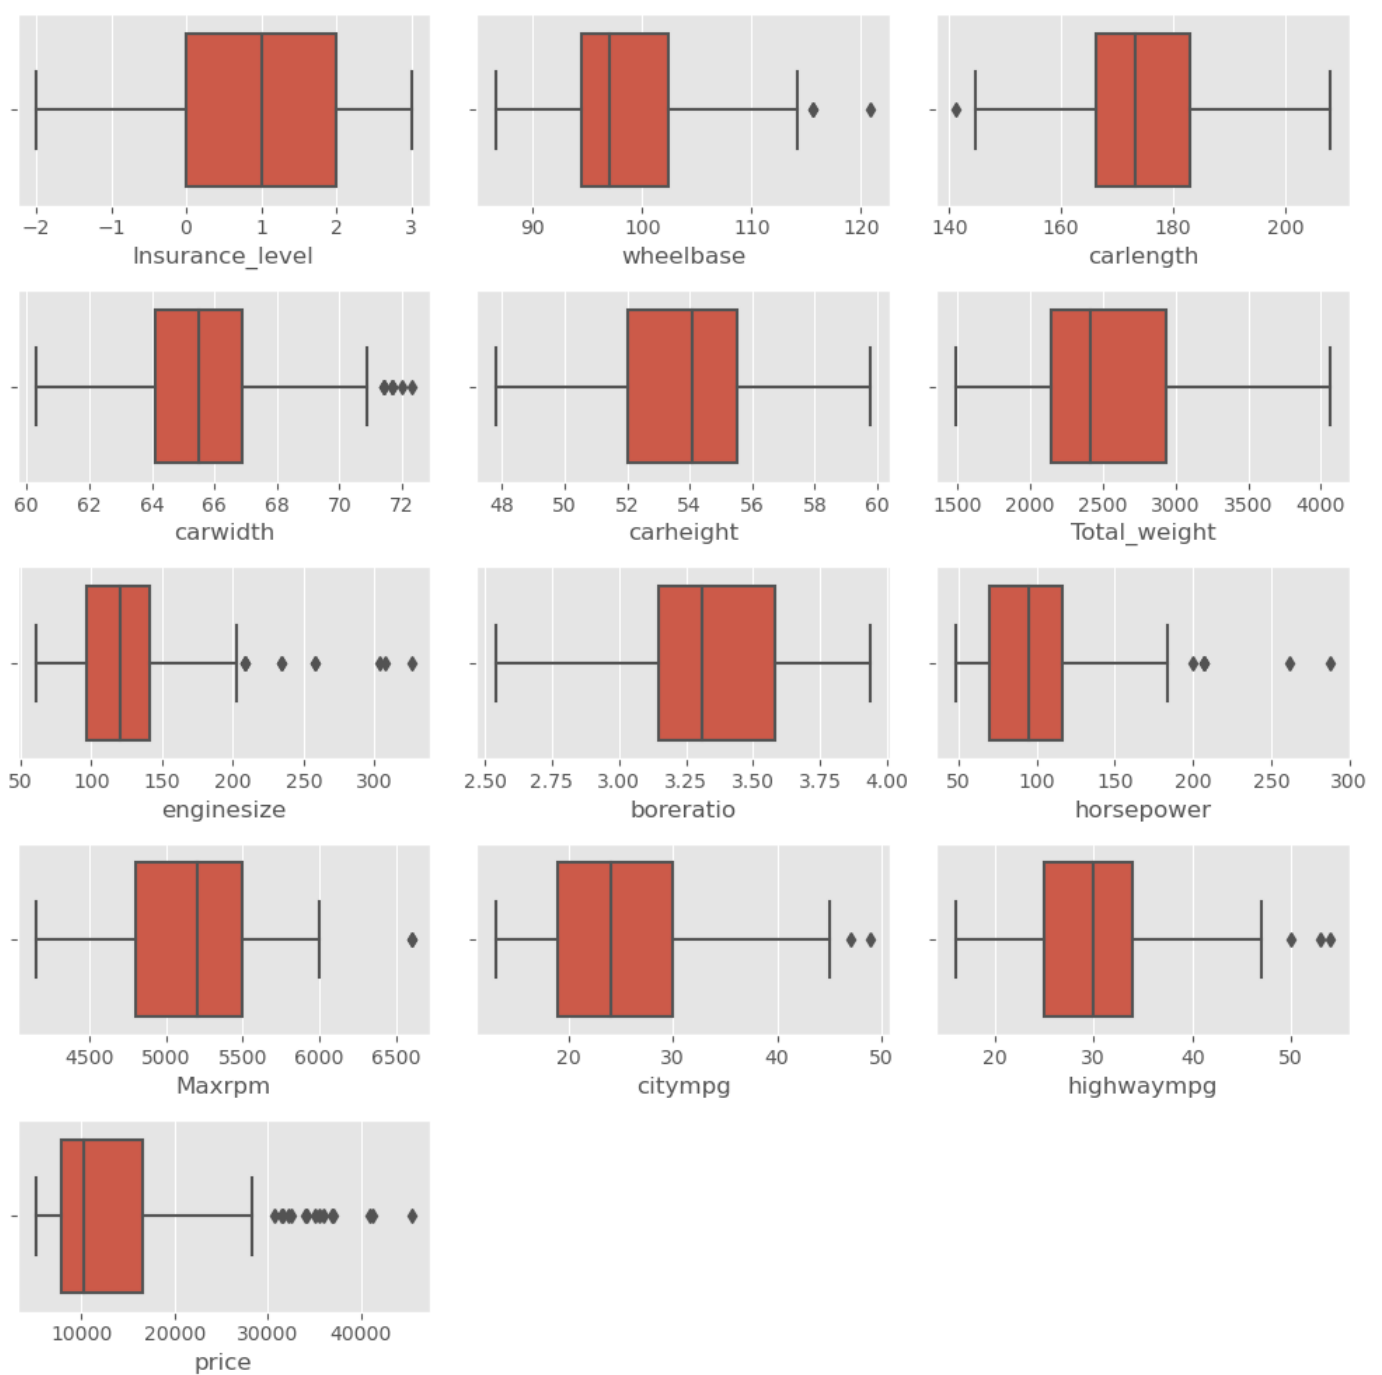 −2 −1 0 1 2 3
Insurance_level
90 100 110 120
wheelbase
140 160 180 200
carlength
60 62 64 66 68 70 72
carwidth
48 50 52 54 56 58 60
carheight
1500 2000 2500 3000 3500 4000
Total_weight
50 100 150 200 250 300
enginesize
2.50 2.75 3.00 3.25 3.50 3.75 4.00
boreratio
50 100 150 200 250 300
horsepower
4500 5000 5500 6000 6500
Maxrpm
20 30 40 50
citympg
20 30 40 50
highwaympg
10000 20000 30000 40000
price